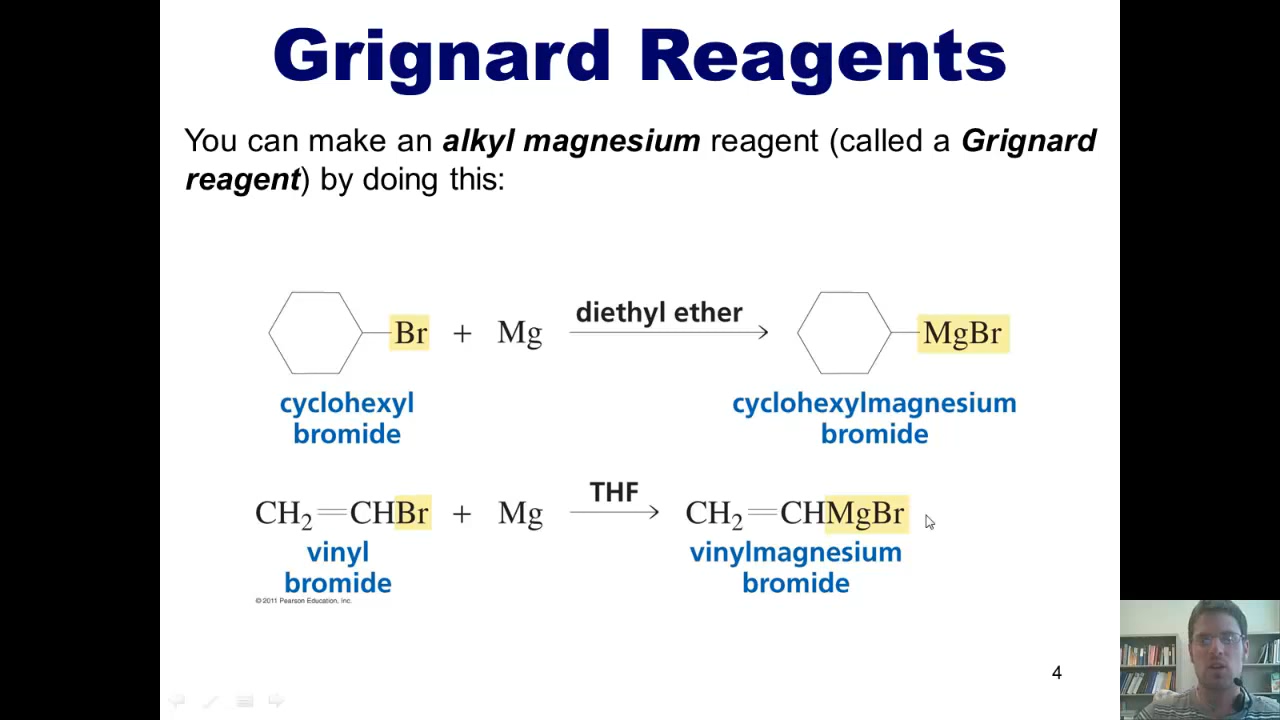 Grignard Reagents
You can make an alkyl magnesium reagent (called a Grignard
reagent) by doing this:
Br + Mg diethyl ether MgBr
cyclohexyl
bromide
cyclohexylmagnesium
bromide
CH₂=CHBr + Mg THF CH₂=CHMgBr
vinyl
bromide
vinylmagnesium
bromide
© 2011 Pearson Education, Inc.
4